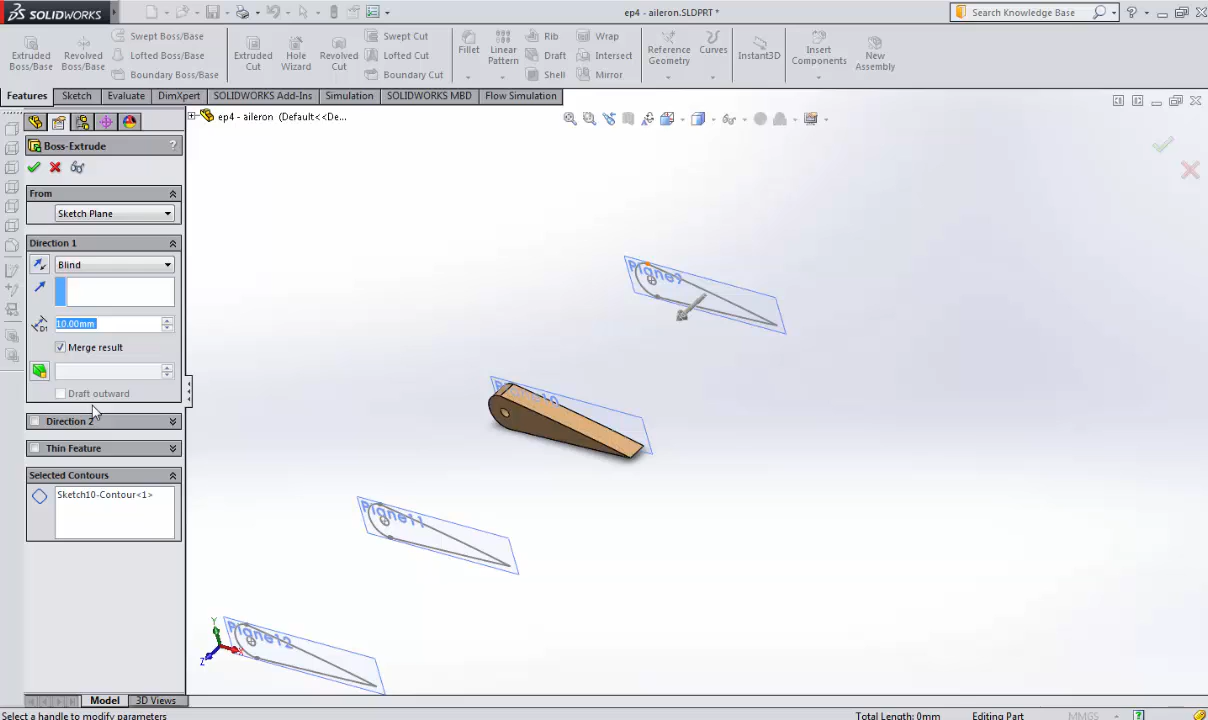 SOLIDWORKS
ep4 - aileron.SLDPRT *
Search Knowledge Base
Extruded Boss/Base
Revolved Boss/Base
Swept Boss/Base
Lofted Boss/Base
Boundary Boss/Base
Extruded Cut
Hole Wizard
Revolved Cut
Swept Cut
Lofted Cut
Boundary Cut
Fillet
Linear Pattern
Rib
Draft
Shell
Wrap
Intersect
Mirror
Reference Geometry
Curves
Instant3D
Insert Components
New Assembly
Features
Sketch
Evaluate
DimXpert
SOLIDWORKS Add-Ins
Simulation
SOLIDWORKS MBD
Flow Simulation
ep4 - aileron (Default<<De...
Boss-Extrude
?
From
Sketch Plane
Direction 1
Blind
D1
10.00mm
Merge result
Draft outward
Direction 2
Thin Feature
Selected Contours
Sketch10-Contour<1>
Plane9
Plane11
Plane12
Y
X
Z
Model
3D Views
Select a handle to modify parameters
Total Length: 0mm
Editing Part
MMGS
?